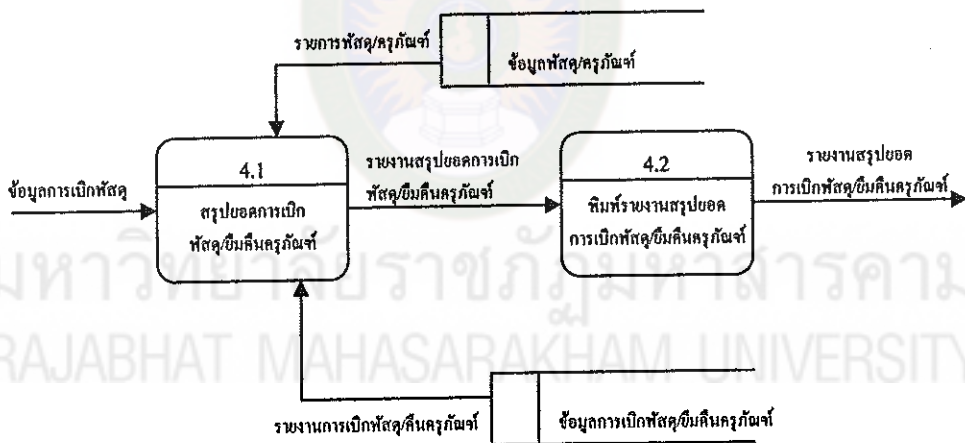 รายการพัสดุ/ครุภัณฑ์
ข้อมูลพัสดุ/ครุภัณฑ์
4.1
สรุปยอดการเบิก
พัสดุ/ยืมคืนครุภัณฑ์
ข้อมูลการเบิกพัสดุ
รายงานสรุปยอดการเบิก
พัสดุ/ยืมคืนครุภัณฑ์
4.2
พิมพ์รายงานสรุปยอด
การเบิกพัสดุ/ยืมคืนครุภัณฑ์
รายงานสรุปยอด
การเบิกพัสดุ/ยืมคืนครุภัณฑ์
มหาวิทยาลัยราชภัฏมหาสารคาม
RAJABHAT MAHASARAKHAM UNIVERSITY
รายงานการเบิกพัสดุ/คืนครุภัณฑ์
ข้อมูลการเบิกพัสดุ/ยืมคืนครุภัณฑ์